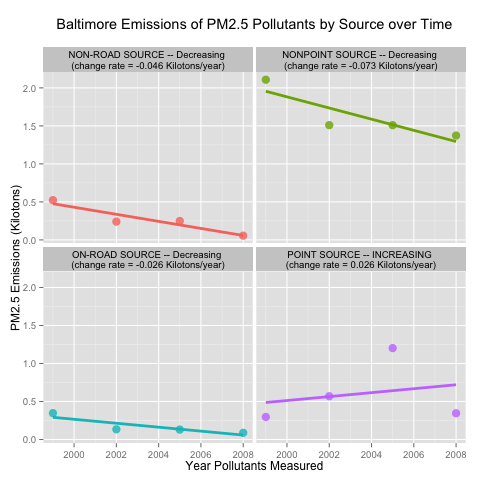 Baltimore Emissions of PM2.5 Pollutants by Source over Time
NON-ROAD SOURCE -- Decreasing
(change rate = -0.046 Kilotons/year)
NONPOINT SOURCE -- Decreasing
(change rate = -0.073 Kilotons/year)
2.0
1.5
1.0
0.5
0.0
PM2.5 Emissions (Kilotons)
ON-ROAD SOURCE -- Decreasing
(change rate = -0.026 Kilotons/year)
POINT SOURCE -- INCREASING
(change rate = 0.026 Kilotons/year)
2.0
1.5
1.0
0.5
0.0
2000 2002 2004 2006 2008
2000 2002 2004 2006 2008
Year Pollutants Measured